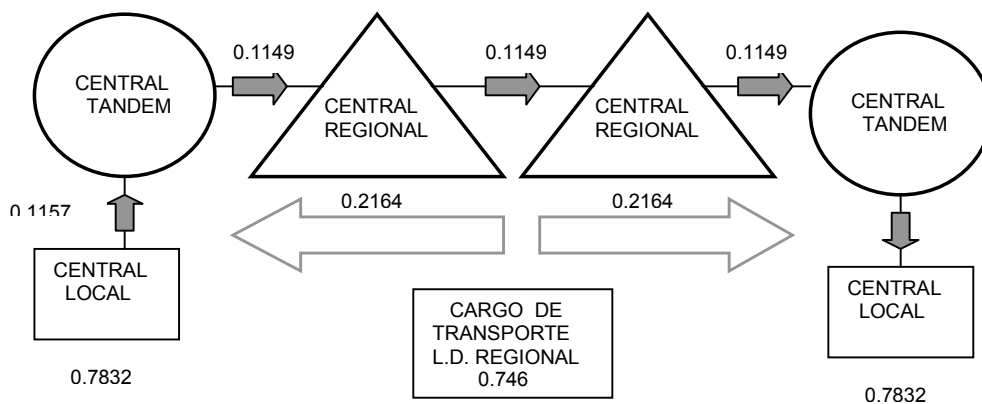 0.1149
0.1149
0.1149
CENTRAL
TANDEM
CENTRAL
REGIONAL
CENTRAL
REGIONAL
CENTRAL
TANDEM
0.1157
0.2164
0.2164
CENTRAL
LOCAL
CENTRAL
LOCAL
CARGO DE
TRANSPORTE
L.D. REGIONAL
0.746
0.7832
0.7832